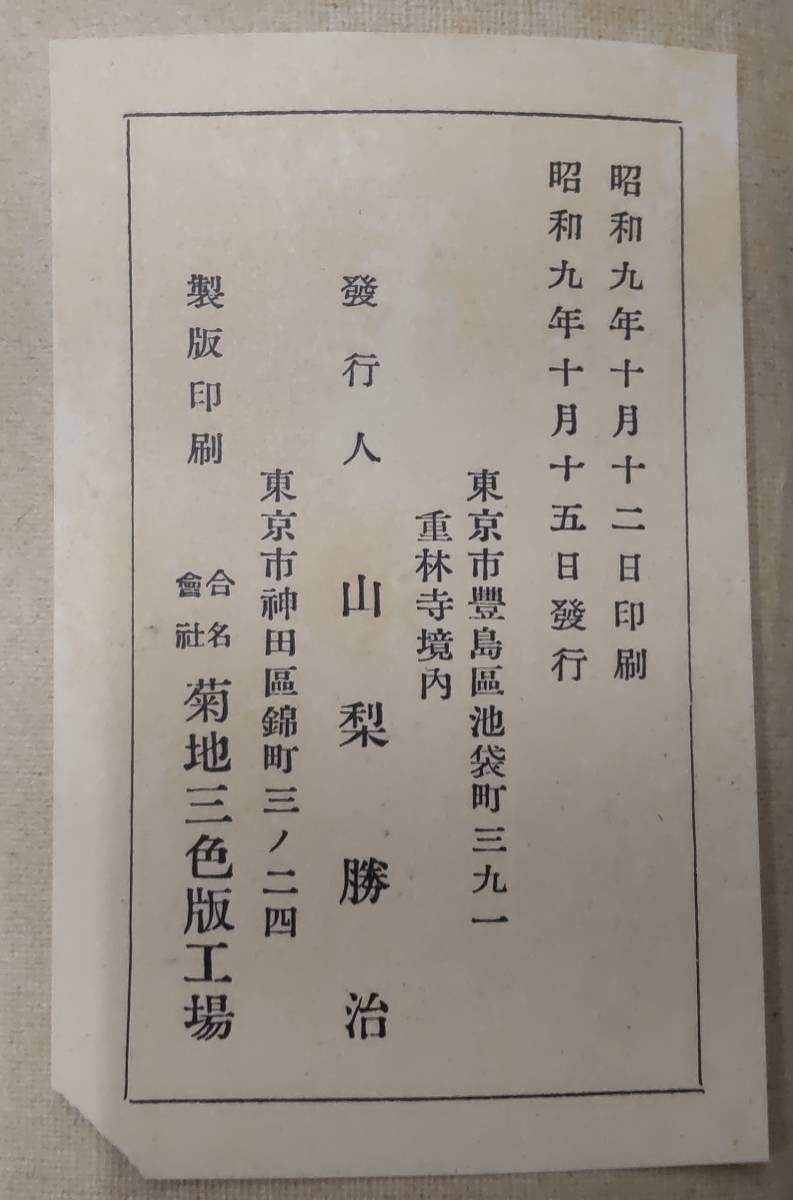 昭和九年十月十二日印刷
昭和九年十月十五日發行
東京市豐島區池袋町三九一
重林寺境內
發行人 山梨勝治
東京市神田區錦町三ノ二四
製版印刷 合名會社 菊地三色版工場